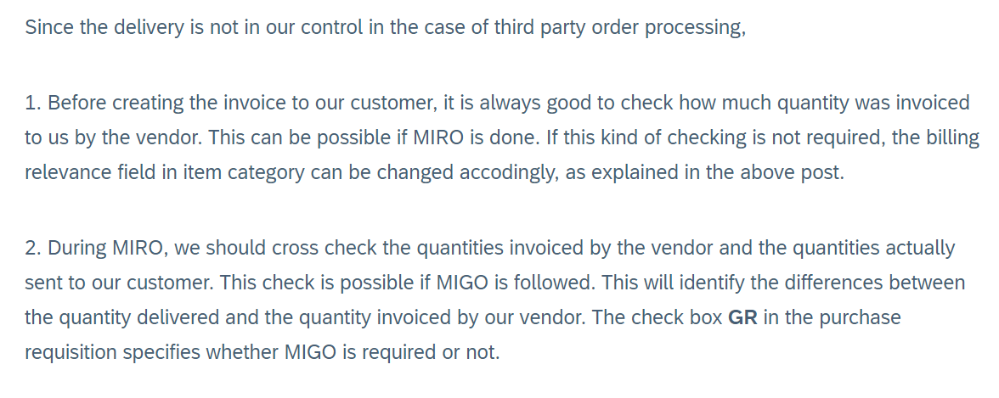 Since the delivery is not in our control in the case of third party order processing,
1. Before creating the invoice to our customer, it is always good to check how much quantity was invoiced
to us by the vendor. This can be possible if MIRO is done. If this kind of checking is not required, the billing
relevance field in item category can be changed accodingly, as explained in the above post.
2. During MIRO, we should cross check the quantities invoiced by the vendor and the quantities actually
sent to our customer. This check is possible if MIGO is followed. This will identify the differences between
the quantity delivered and the quantity invoiced by our vendor. The check box GR in the purchase
requisition specifies whether MIGO is required or not.